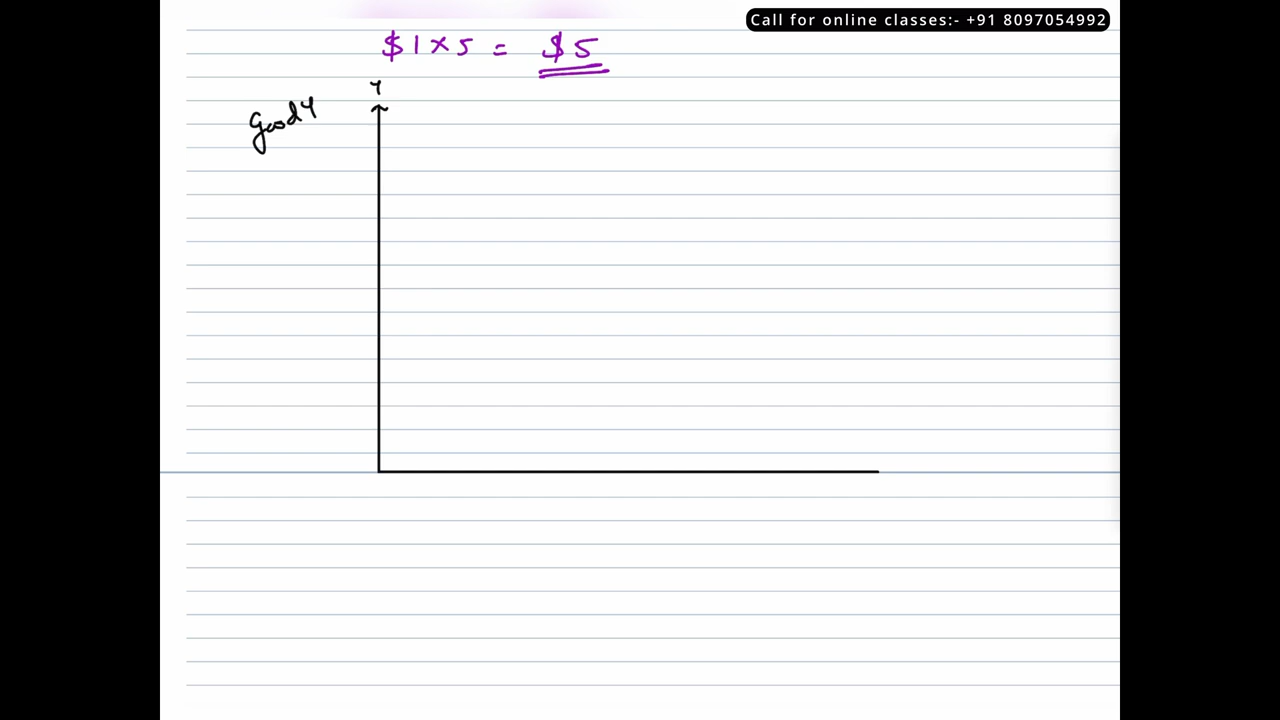 Call for online classes:- +91 8097054992
$1 × 5 = $5
Y
Good Y